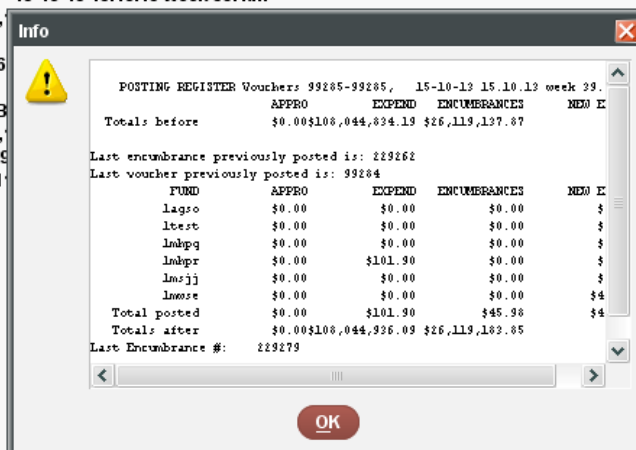 Info
POSTING REGISTER Vouchers 99285-99285, 15-10-13 15.10.13 week 39.
APPRO EXPEND ENCUMBRANCES NEW E
Totals before $0.00$108,044,834.19 $26,119,137.87
Last encumbrance previously posted is: 229262
Last voucher previously posted is: 99284
FUND APPRO EXPEND ENCUMBRANCES NEW E
lagso $0.00 $0.00 $0.00 $
ltest $0.00 $0.00 $0.00 $
lmhpq $0.00 $0.00 $0.00 $
lmhpr $0.00 $101.90 $0.00 $
lmsjj $0.00 $0.00 $0.00 $
lmose $0.00 $0.00 $0.00 $4
Total posted $0.00 $101.90 $45.98 $4
Totals after $0.00$108,044,936.09 $26,119,183.85
Last Encumbrance #: 229279
OK